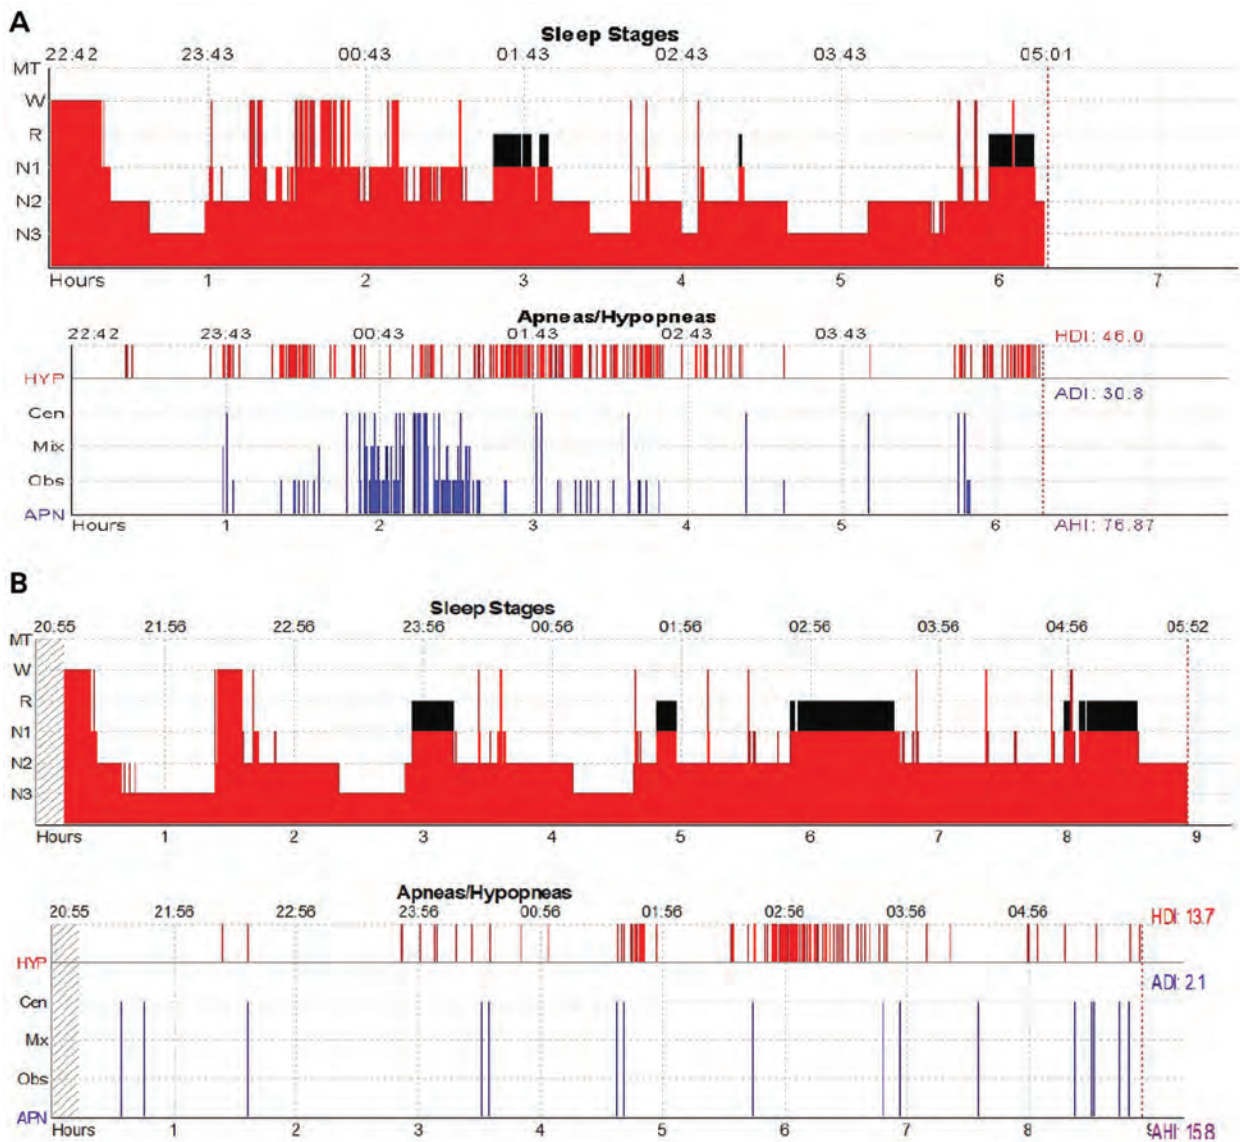 A
Sleep Stages
22:42 23:43 00:43 01:43 02:43 03:43 05:01
MT
W
R
N1
N2
N3
Hours 1 2 3 4 5 6 7
Apneas/Hypopneas
22:42 23:43 00:43 01:43 02:43 03:43 HDI: 46.0
HYP
ADI: 30.8
Cen
Mix
Obs
APN
Hours 1 2 3 4 5 6 AHI: 76.87
B
Sleep Stages
20:55 21:56 22:56 23:56 00:56 01:56 02:56 03:56 04:56 05:52
MT
W
R
N1
N2
N3
Hours 1 2 3 4 5 6 7 8 9
Apneas/Hypopneas
20:55 21:56 22:56 23:56 00:56 01:56 02:56 03:56 04:56 HDI: 13.7
HYP
ADI: 2.1
Cen
Mx
Obs
APN
Hours 1 2 3 4 5 6 7 8 9 AHI: 15.8